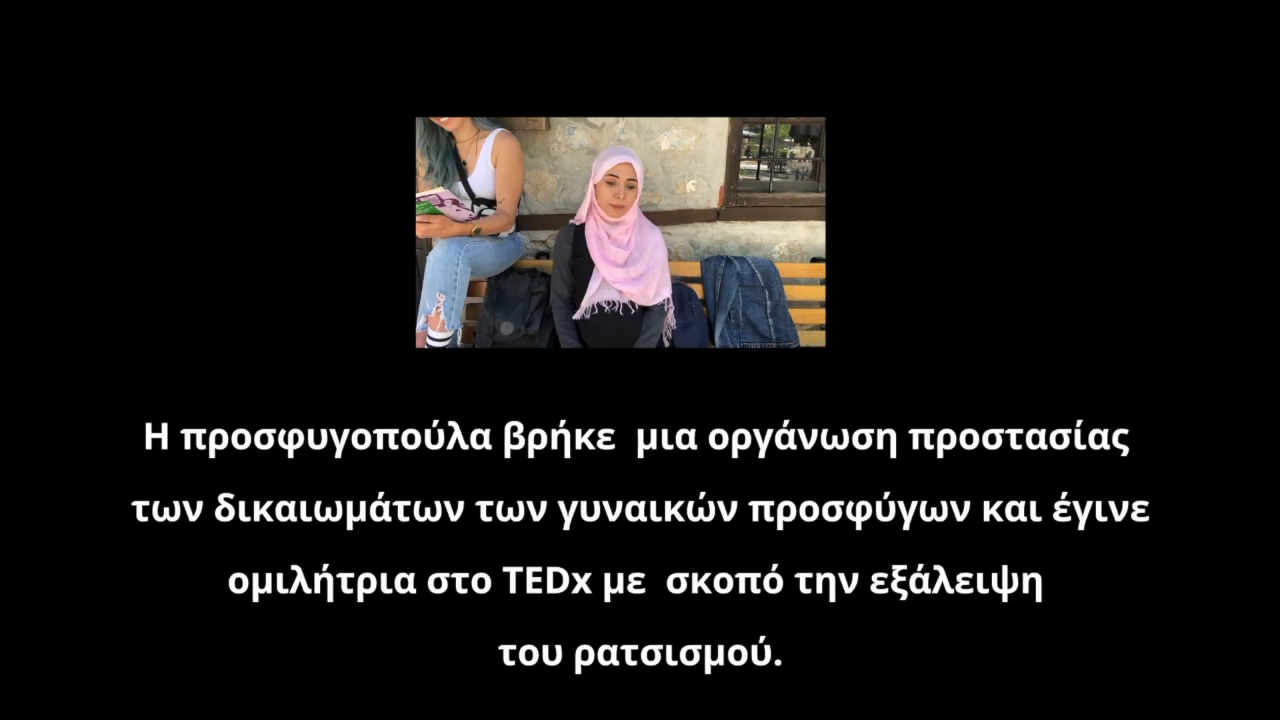 Η προσφυγοπούλα βρήκε  μια οργάνωση προστασίας
των δικαιωμάτων των γυναικών προσφύγων και έγινε
ομιλήτρια στο TEDx με  σκοπό την εξάλειψη
του ρατσισμού.